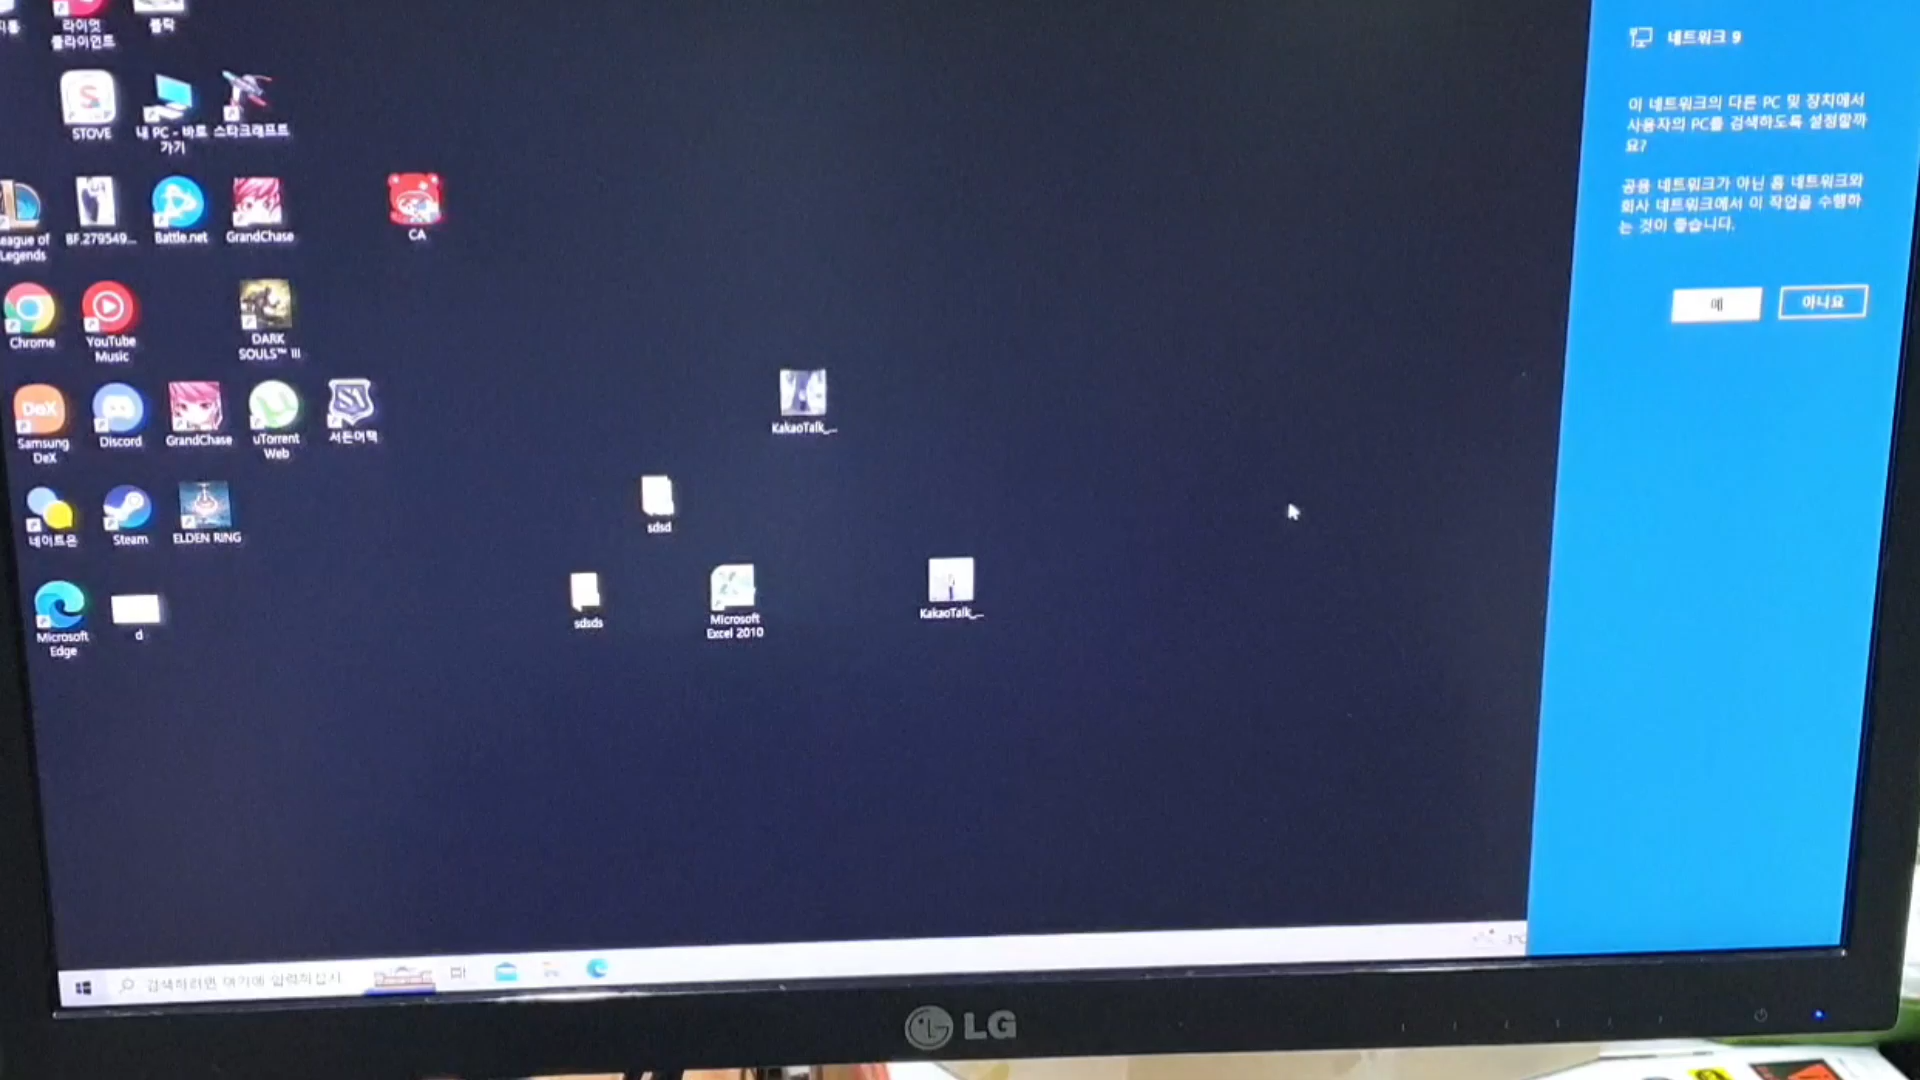 라이엇
클라이언트
STOVE
내 PC - 바로
가기
스타크래프트
League of
Legends
BF.279549...
Battle.net
GrandChase
CA
Chrome
YouTube
Music
DARK
SOULS™ III
Samsung
DeX
DeX
Discord
GrandChase
uTorrent
Web
SA
서든어택
KakaoTalk_...
sdsd
네이트온
Steam
ELDEN RING
Microsoft
Edge
d
sdsds
Microsoft
Excel 2010
KakaoTalk_...
네트워크 9
이 네트워크의 다른 PC 및 장치에서
사용자의 PC를 검색하도록 설정할까
요?
공용 네트워크가 아닌 홈 네트워크와
회사 네트워크에서 이 작업을 수행하
는 것이 좋습니다.
예
아니요
검색하려면 여기에 입력하십시
LG